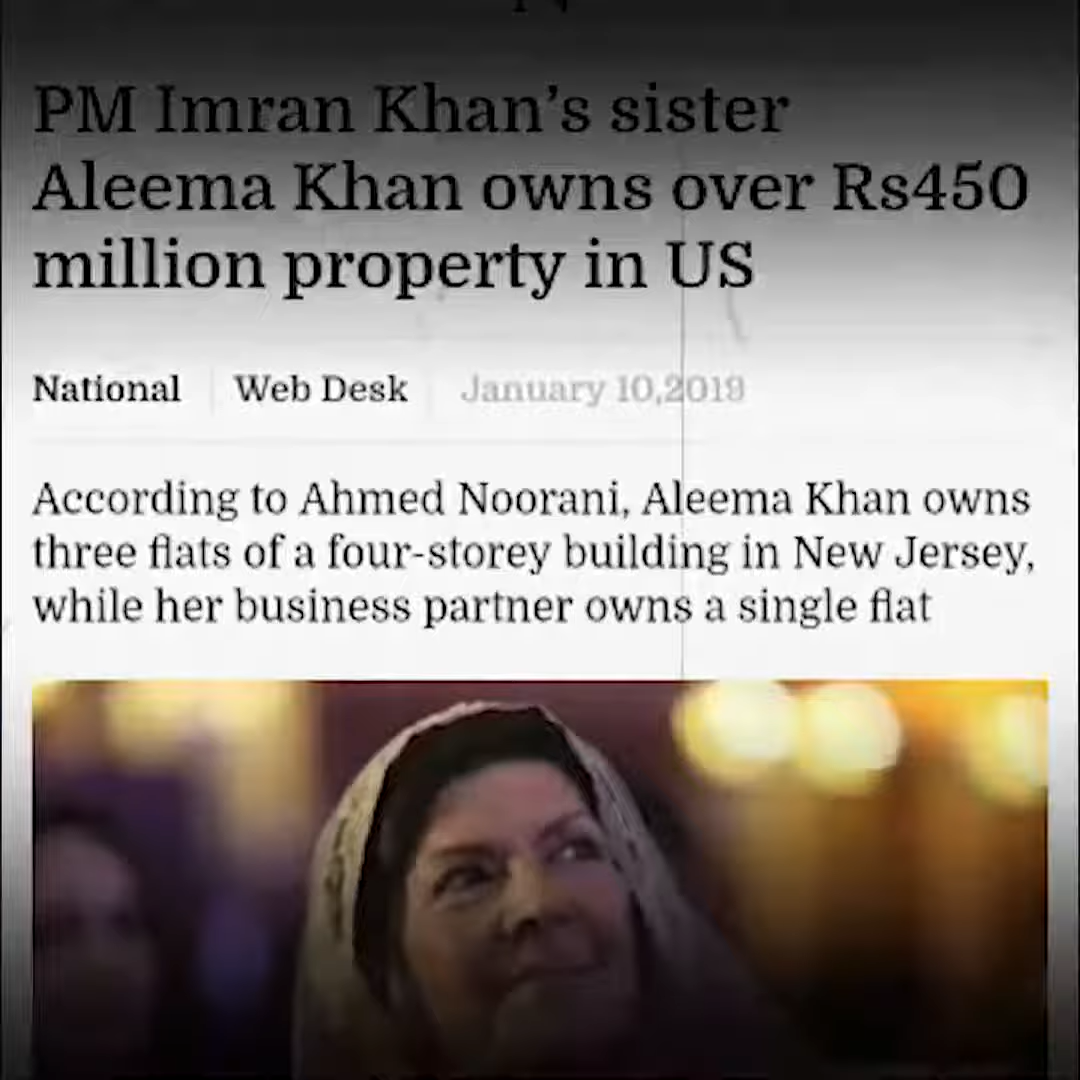 PM Imran Khan's sister
Aleema Khan owns over Rs450
million property in US
National Web Desk January 10,2019
According to Ahmed Noorani, Aleema Khan owns
three flats of a four-storey building in New Jersey,
while her business partner owns a single flat